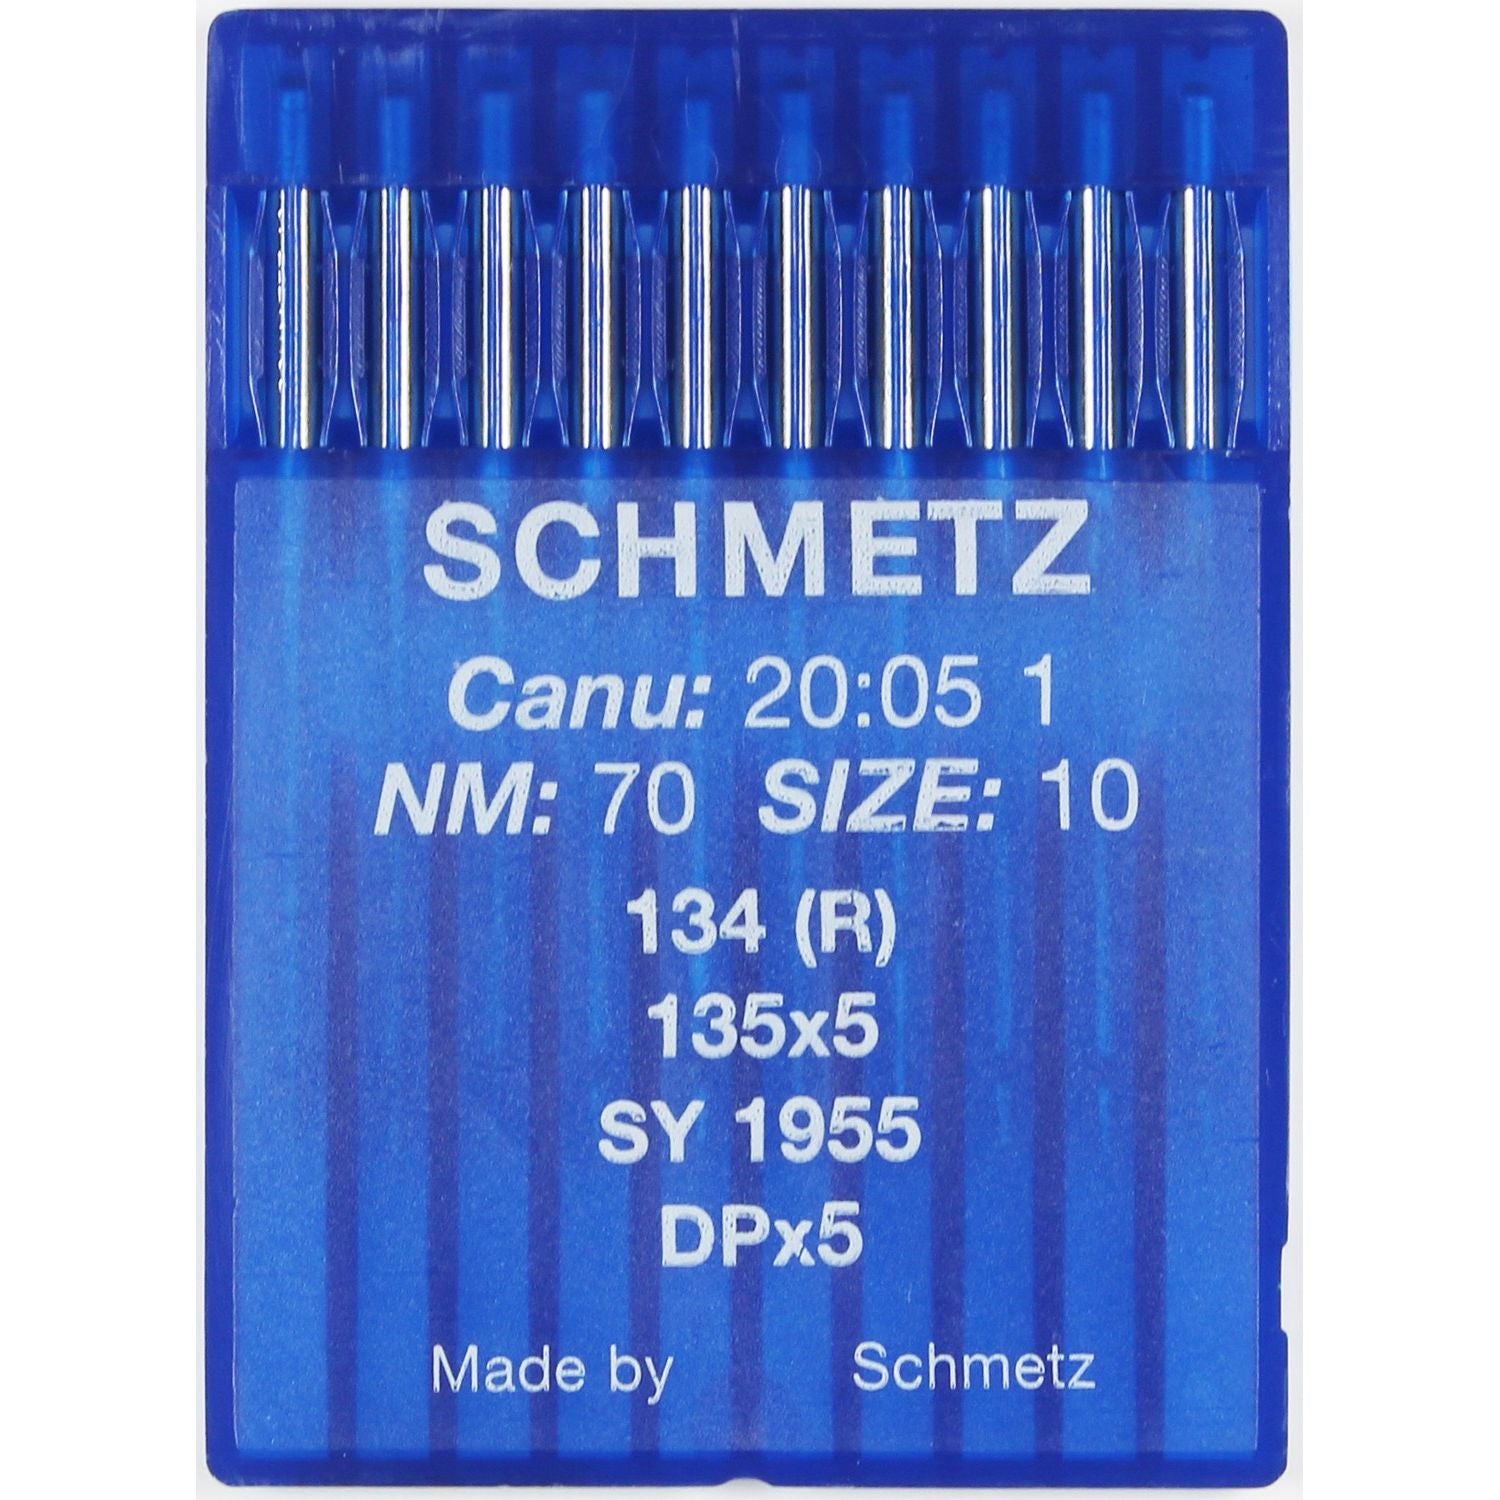 SCHMETZ
Canu: 20:05 1
NM: 70 SIZE: 10
134 (R)
135x5
SY 1955
DPx5
Made by Schmetz